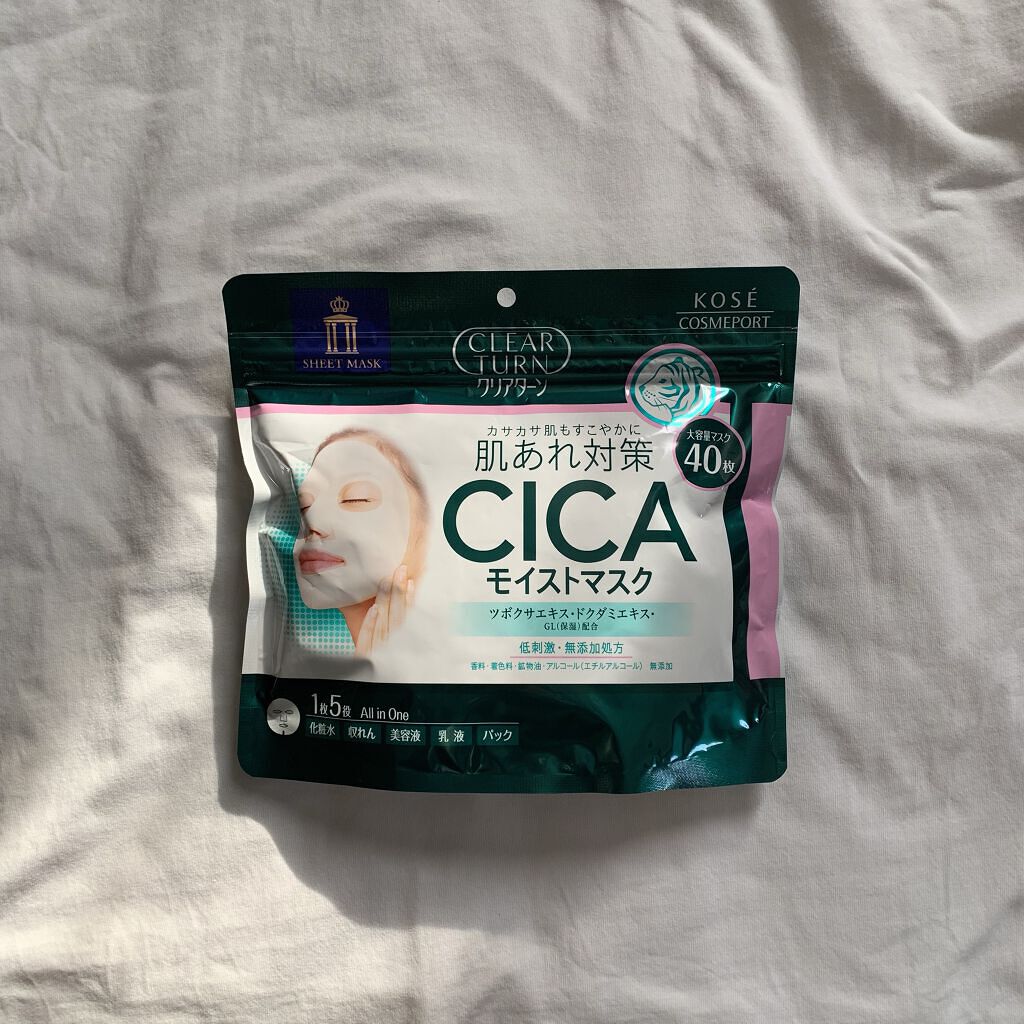 SHEET MASK
CLEAR
TURN
クリアターン
KOSÉ
COSMEPORT
大容量マスク
40枚
カサカサ肌もすこやかに
肌あれ対策
CICA
モイストマスク
ツボクサエキス・ドクダミエキス・
GL(保湿)配合
低刺激・無添加処方
香料・着色料・鉱物油・アルコール(エチルアルコール) 無添加
1枚5役 All in One
化粧水 収れん 美容液 乳液 パック